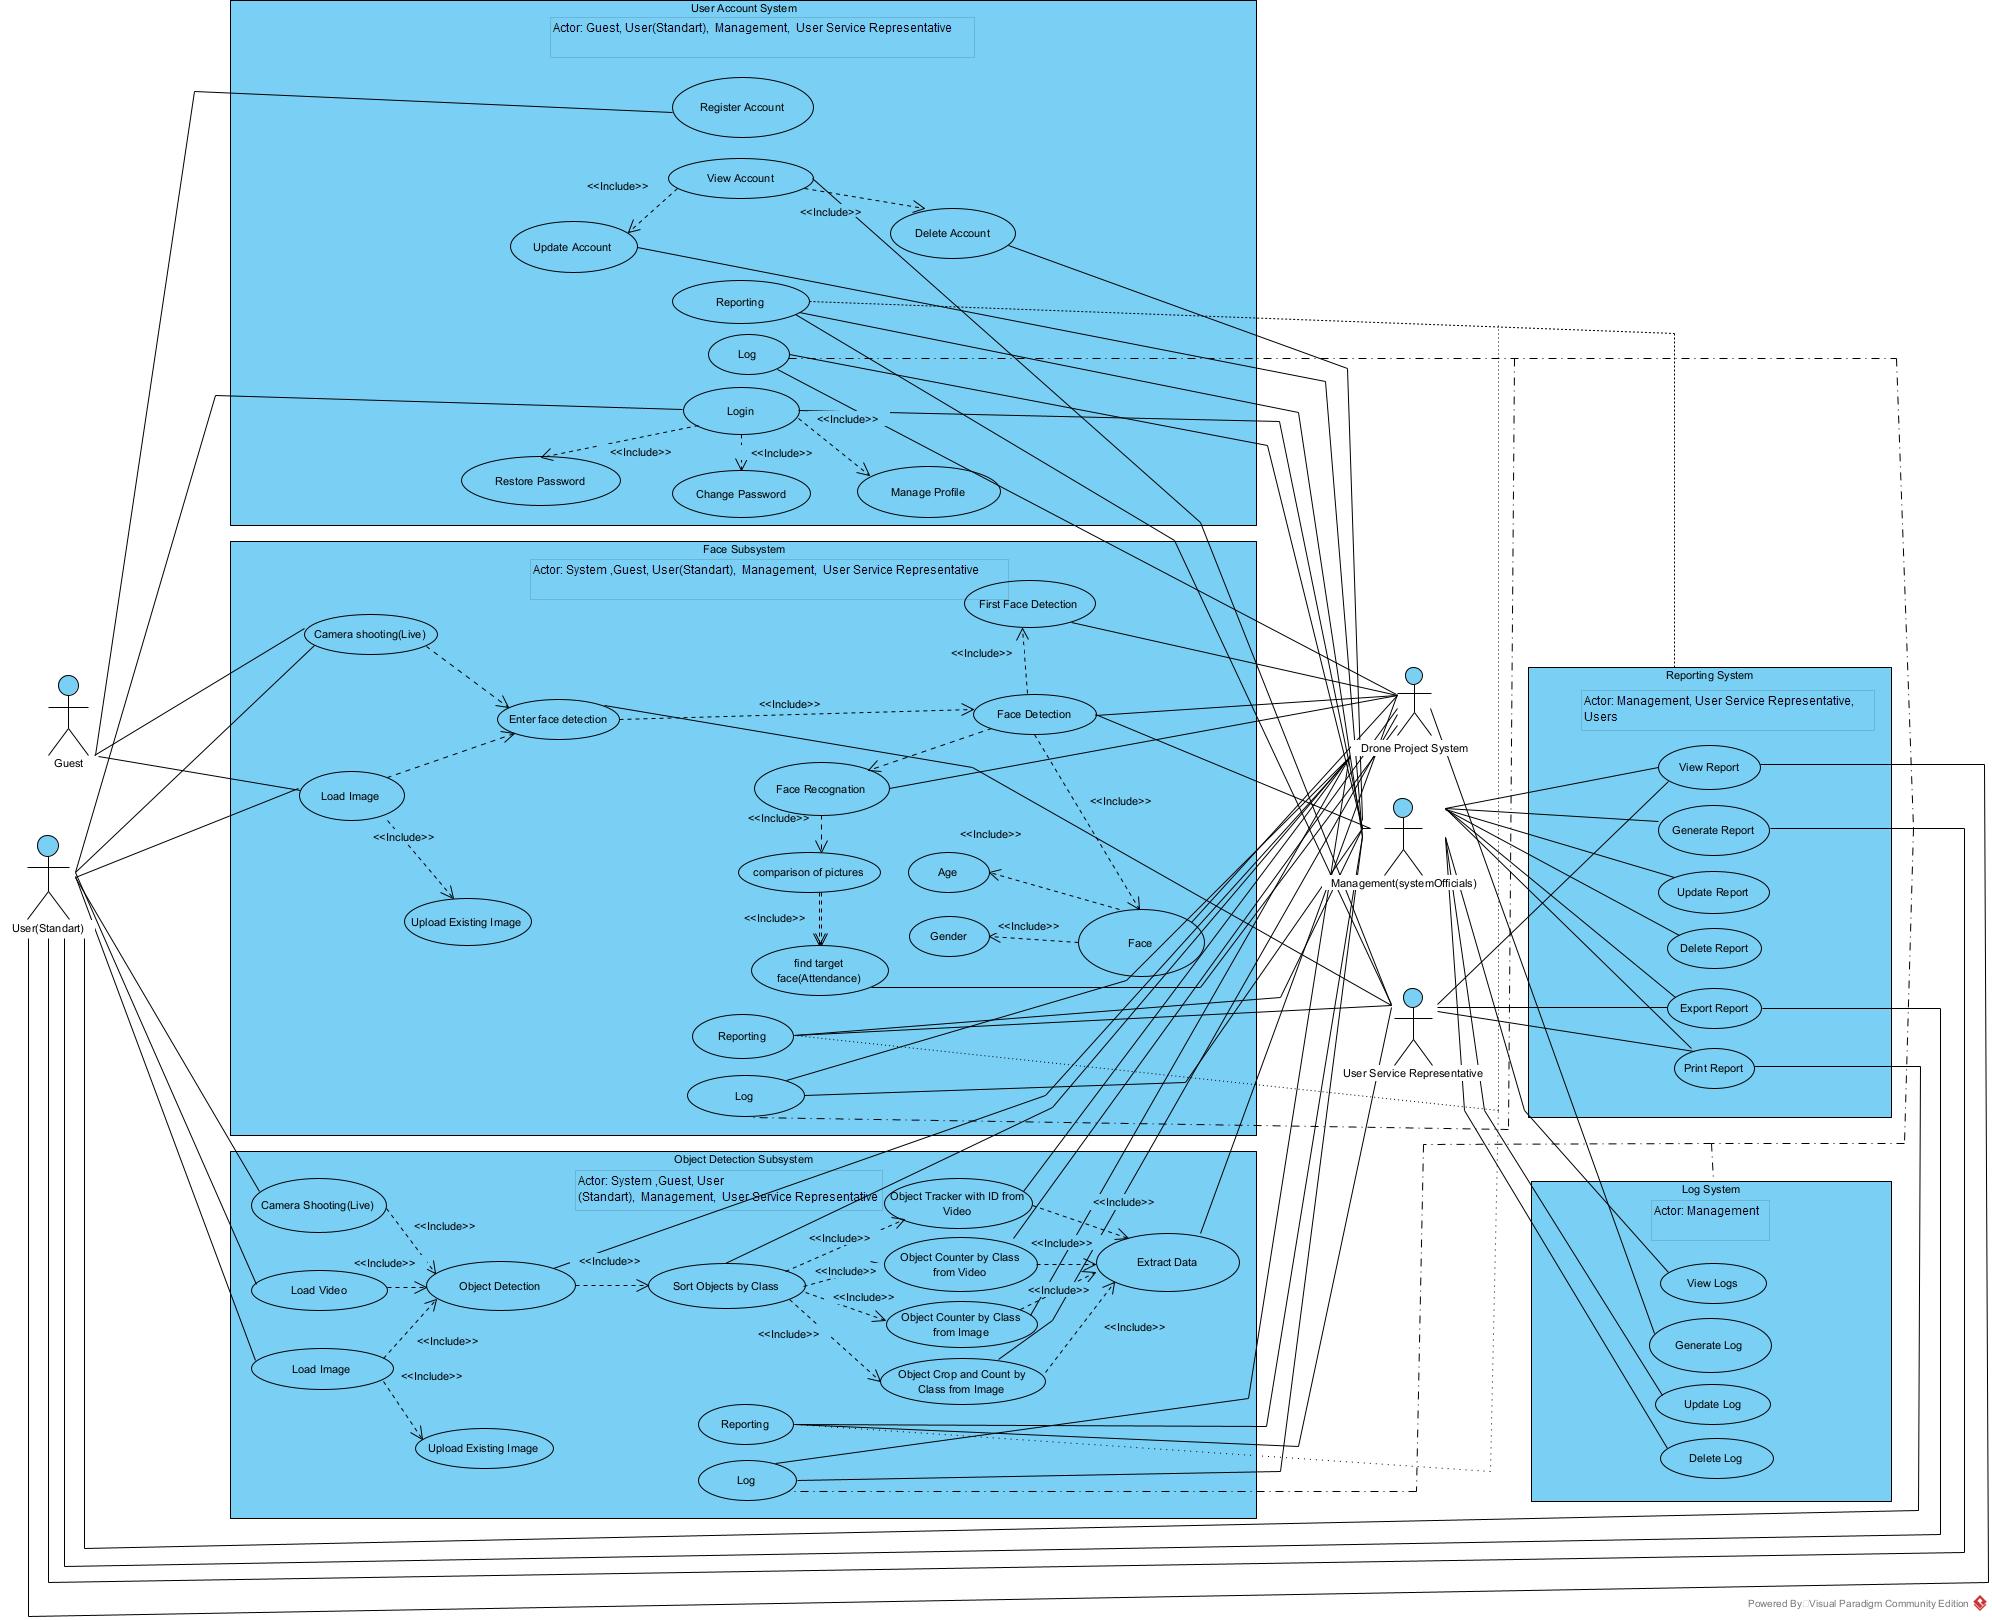 User Account System
Actor: Guest, User(Standart),  Management,  User Service Representative
Register Account
View Account
<<Include>>
<<Include>>
Update Account
Delete Account
Reporting
Log
Login
<<Include>>
<<Include>>
<<Include>>
Restore Password
Change Password
Manage Profile
Face Subsystem
Actor: System ,Guest, User(Standart),  Management,  User Service Representative
First Face Detection
Camera shooting(Live)
<<Include>>
Enter face detection
<<Include>>
Face Detection
Load Image
Face Recognation
<<Include>>
<<Include>>
<<Include>>
<<Include>>
comparison of pictures
Age
Upload Existing Image
<<Include>>
Gender
<<Include>>
Face
find target
face(Attendance)
Reporting
Log
Guest
User(Standart)
Drone Project System
Management(systemOfficials)
User Service Representative
Reporting System
Actor: Management, User Service Representative,
Users
View Report
Generate Report
Update Report
Delete Report
Export Report
Print Report
Object Detection Subsystem
Actor: System ,Guest, User
(Standart),  Management,  User Service Representative
Camera Shooting(Live)
<<Include>>
Load Video
<<Include>>
Object Detection
<<Include>>
Sort Objects by Class
<<Include>>
<<Include>>
<<Include>>
<<Include>>
Object Tracker with ID from
Video
Object Counter by Class
from Video
Object Counter by Class
from Image
Object Crop and Count by
Class from Image
<<Include>>
<<Include>>
<<Include>>
<<Include>>
Extract Data
Load Image
<<Include>>
<<Include>>
Upload Existing Image
Reporting
Log
Log System
Actor: Management
View Logs
Generate Log
Update Log
Delete Log
Powered By Visual Paradigm Community Edition